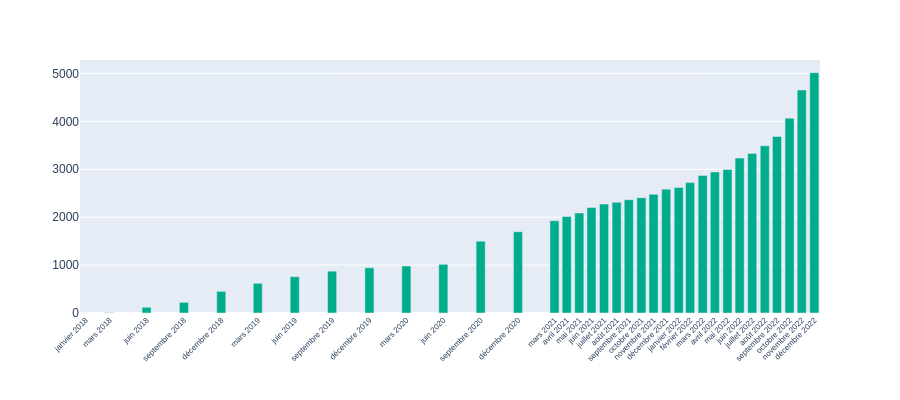 5000
4000
3000
2000
1000
0
janvier 2018
mars 2018
juin 2018
septembre 2018
décembre 2018
mars 2019
juin 2019
septembre 2019
décembre 2019
mars 2020
juin 2020
septembre 2020
décembre 2020
mars 2021
avril 2021
mai 2021
juin 2021
juillet 2021
août 2021
septembre 2021
octobre 2021
novembre 2021
décembre 2021
janvier 2022
février 2022
mars 2022
avril 2022
mai 2022
juin 2022
juillet 2022
août 2022
septembre 2022
octobre 2022
novembre 2022
décembre 2022